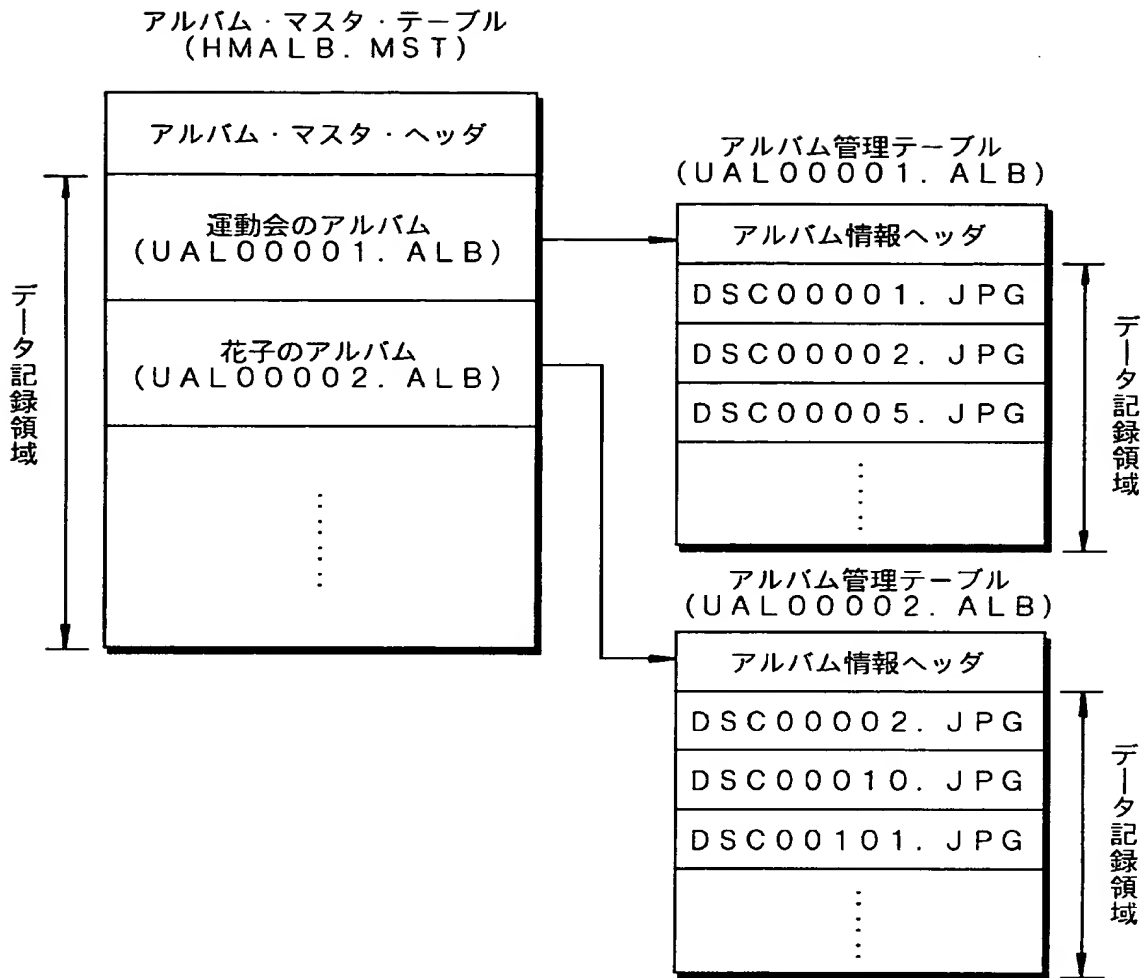 アルバム・マスタ・テーブル
(HMALB. MST)
アルバム・マスタ・ヘッダ
運動会のアルバム
(UAL00001. ALB)
花子のアルバム
(UAL00002. ALB)
データ記録領域
アルバム管理テーブル
(UAL00001. ALB)
アルバム情報ヘッダ
DSC00001. JPG
DSC00002. JPG
DSC00005. JPG
データ記録領域
アルバム管理テーブル
(UAL00002. ALB)
アルバム情報ヘッダ
DSC00002. JPG
DSC00010. JPG
DSC00101. JPG
データ記録領域